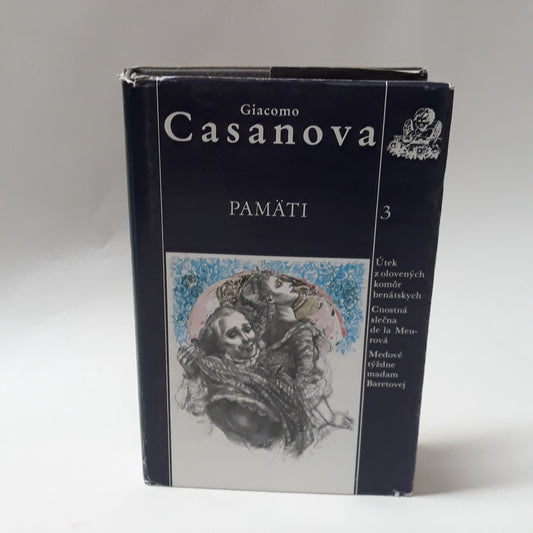 Giacomo
Casanova
PAMÄTI
3
Útek
z olovených
komôr
benátskych
Cnostná
slečna
de la Meu-
rová
Medové
týždne
madam
Baretovej